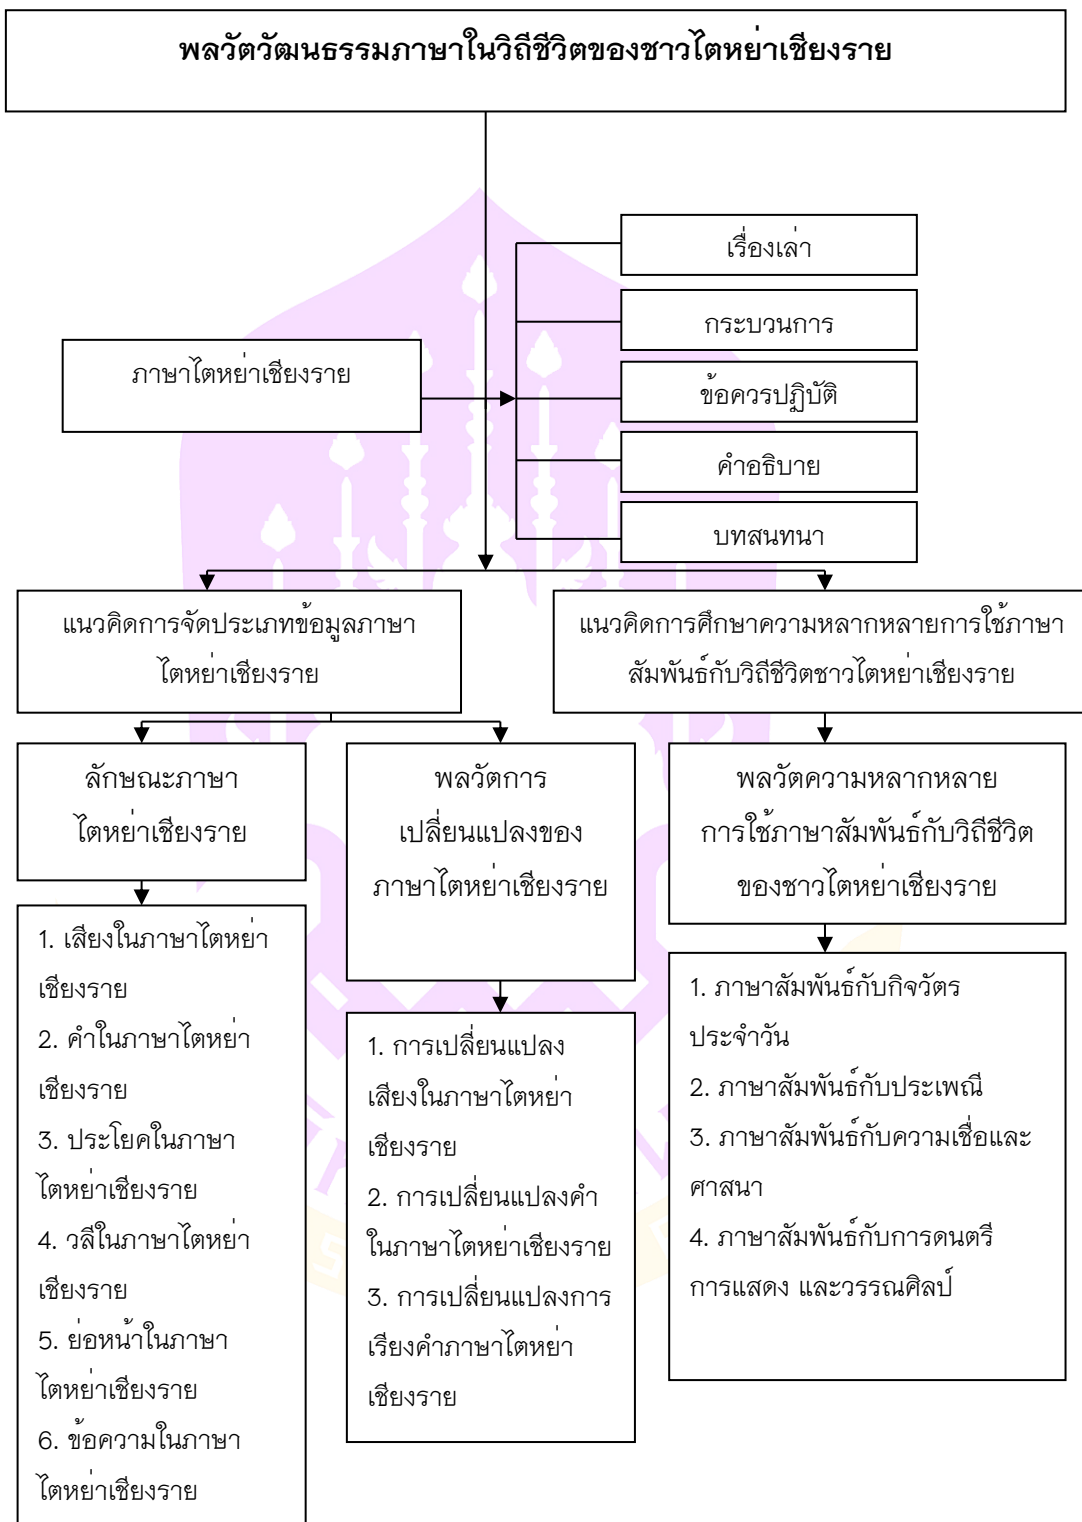 พลวัตวัฒนธรรมภาษาในวิถีชีวิตของชาวไตหย่าเชียงราย
เรื่องเล่า
กระบวนการ
ภาษาไตหย่าเชียงราย
ข้อควรปฏิบัติ
คำอธิบาย
บทสนทนา
แนวคิดการจัดประเภทข้อมูลภาษา
ไตหย่าเชียงราย
แนวคิดการศึกษาความหลากหลายการใช้ภาษา
สัมพันธ์กับวิถีชีวิตชาวไตหย่าเชียงราย
ลักษณะภาษา
ไตหย่าเชียงราย
พลวัตการ
เปลี่ยนแปลงของ
ภาษาไตหย่าเชียงราย
พลวัตความหลากหลาย
การใช้ภาษาสัมพันธ์กับวิถีชีวิต
ของชาวไตหย่าเชียงราย
1. เสียงในภาษาไตหย่า
เชียงราย
2. คำในภาษาไตหย่า
เชียงราย
3. ประโยคในภาษา
ไตหย่าเชียงราย
4. วลีในภาษาไตหย่า
เชียงราย
5. ย่อหน้าในภาษา
ไตหย่าเชียงราย
6. ข้อความในภาษา
ไตหย่าเชียงราย
1. การเปลี่ยนแปลง
เสียงในภาษาไตหย่า
เชียงราย
2. การเปลี่ยนแปลงคำ
ในภาษาไตหย่าเชียงราย
3. การเปลี่ยนแปลงการ
เรียงคำภาษาไตหย่า
เชียงราย
1. ภาษาสัมพันธ์กับกิจวัตร
ประจำวัน
2. ภาษาสัมพันธ์กับประเพณี
3. ภาษาสัมพันธ์กับความเชื่อและ
ศาสนา
4. ภาษาสัมพันธ์กับการดนตรี
การแสดง และวรรณศิลป์